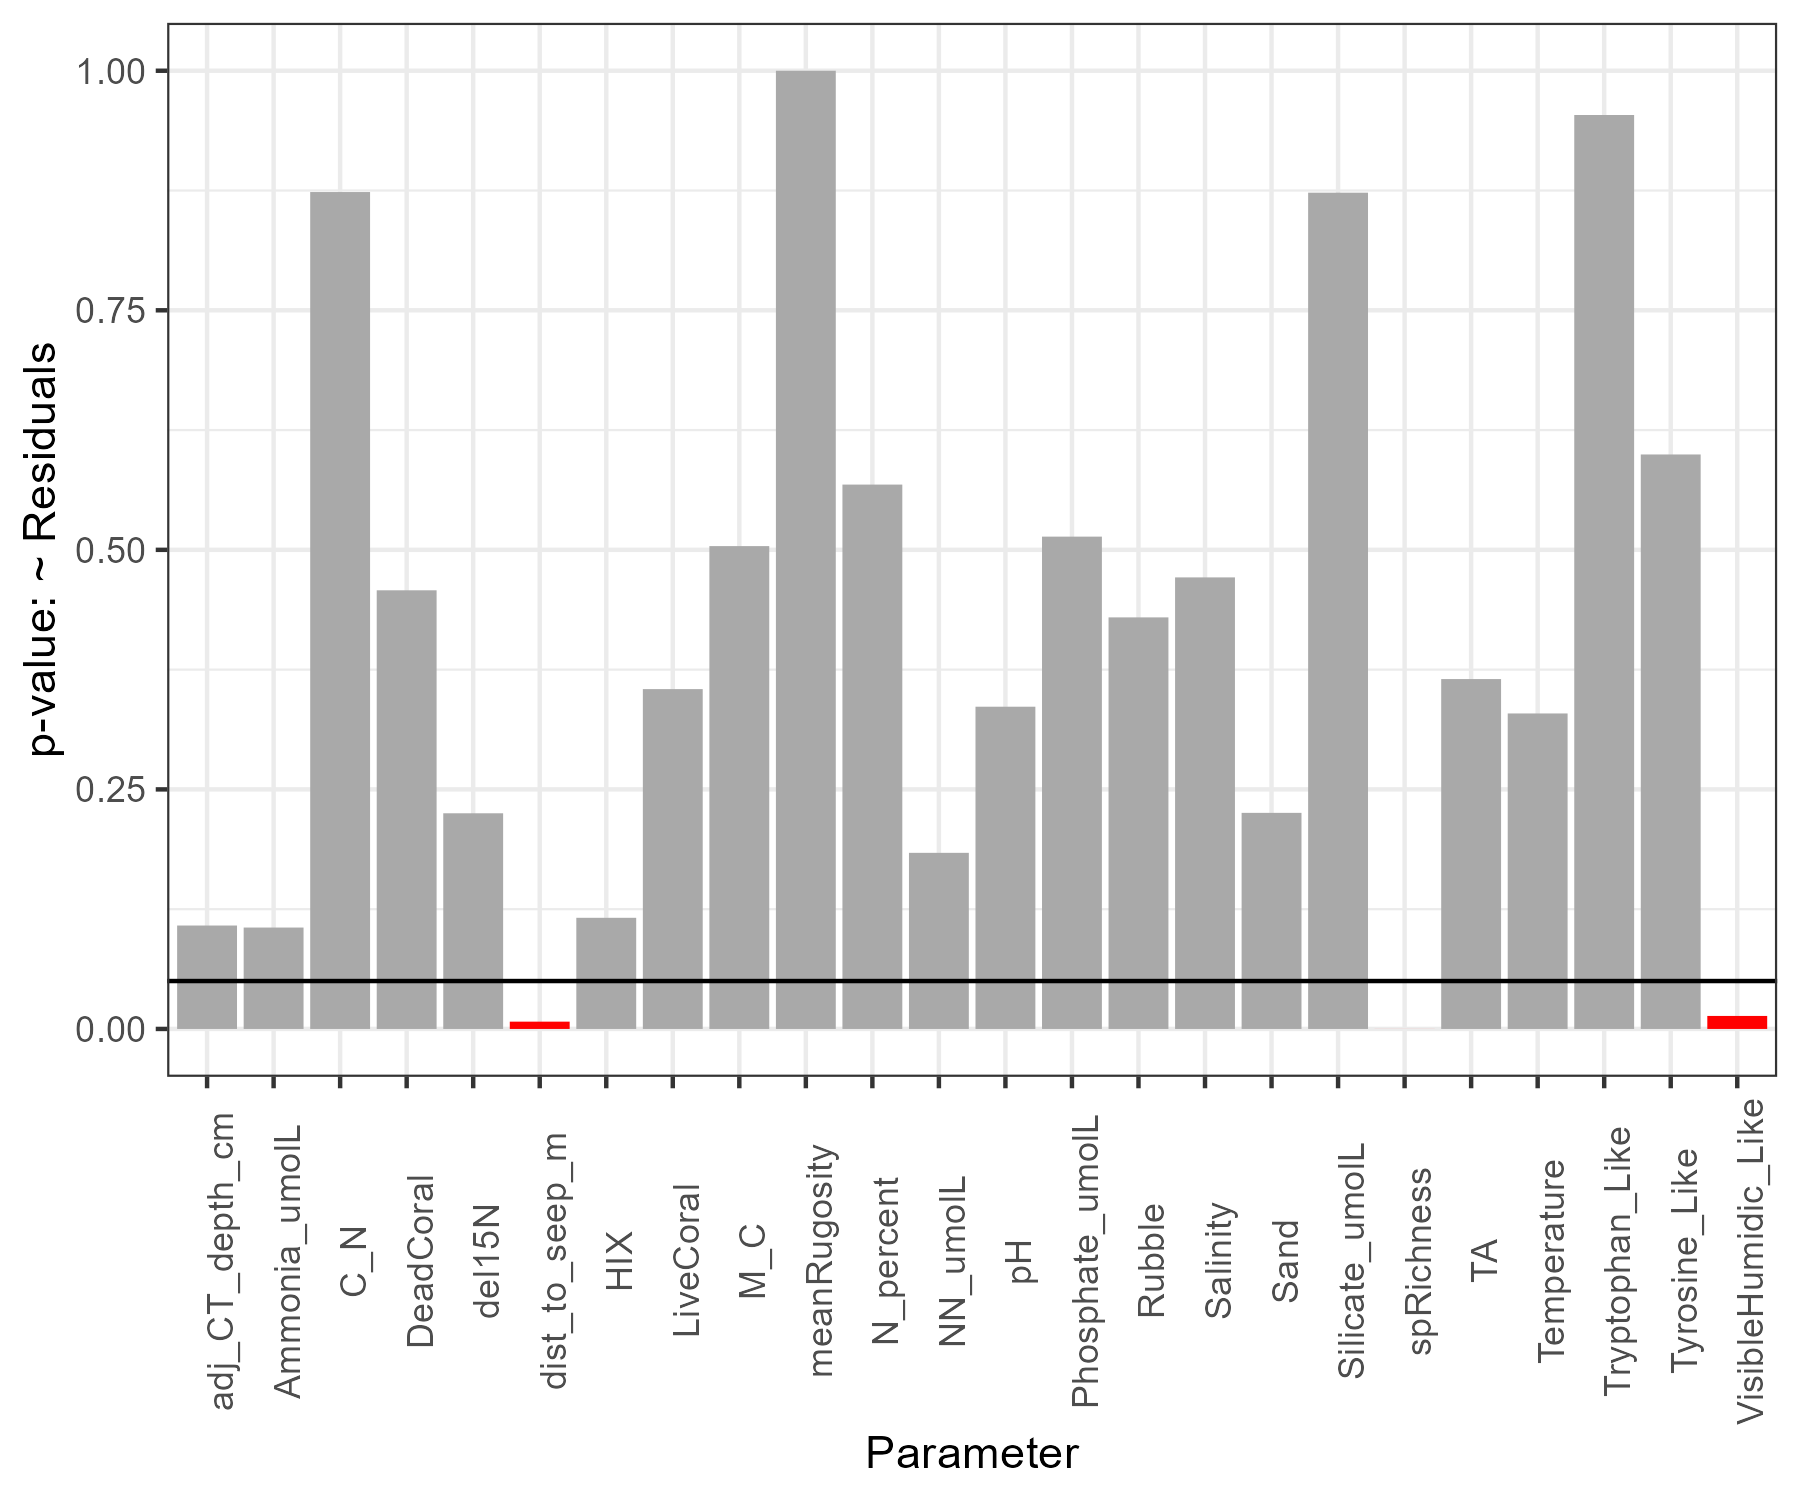 1.00
0.75
0.50
0.25
0.00
p-value: ~ Residuals
adj_CT_depth_cm
Ammonia_umolL
C_N
DeadCoral
del15N
dist_to_seep_m
HIX
LiveCoral
M_C
meanRugosity
N_percent
NN_umolL
pH
Phosphate_umolL
Rubble
Salinity
Sand
Silicate_umolL
spRichness
TA
Temperature
Tryptophan_Like
Tyrosine_Like
VisibleHumidic_Like
Parameter